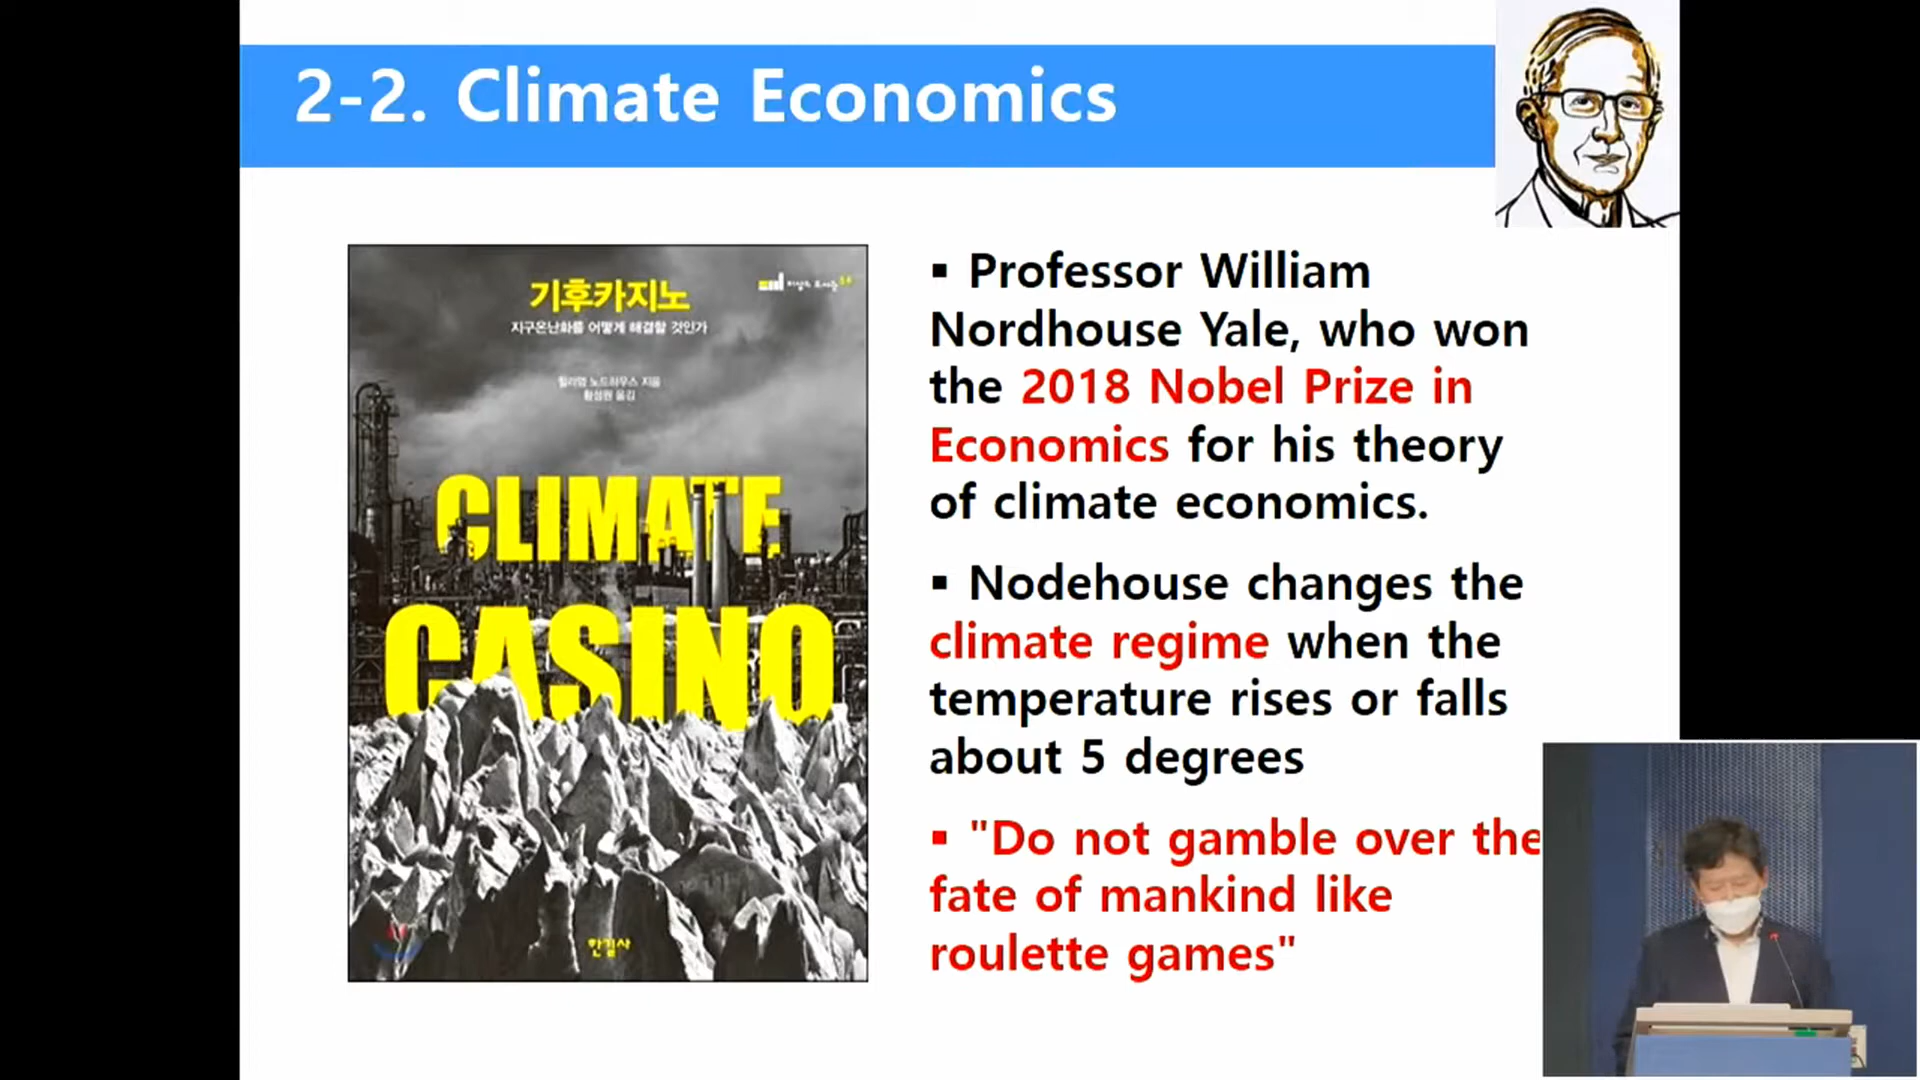 2-2. Climate Economics
기후카지노
지구온난화를 어떻게 해결할 것인가
윌리엄 노드하우스 지음
황성원 옮김
CLIMATE
CASINO
한길사
▪ Professor William
Nordhouse Yale, who won
the 2018 Nobel Prize in
Economics for his theory
of climate economics.
▪ Nodehouse changes the
climate regime when the
temperature rises or falls
about 5 degrees
▪ "Do not gamble over the
fate of mankind like
roulette games"